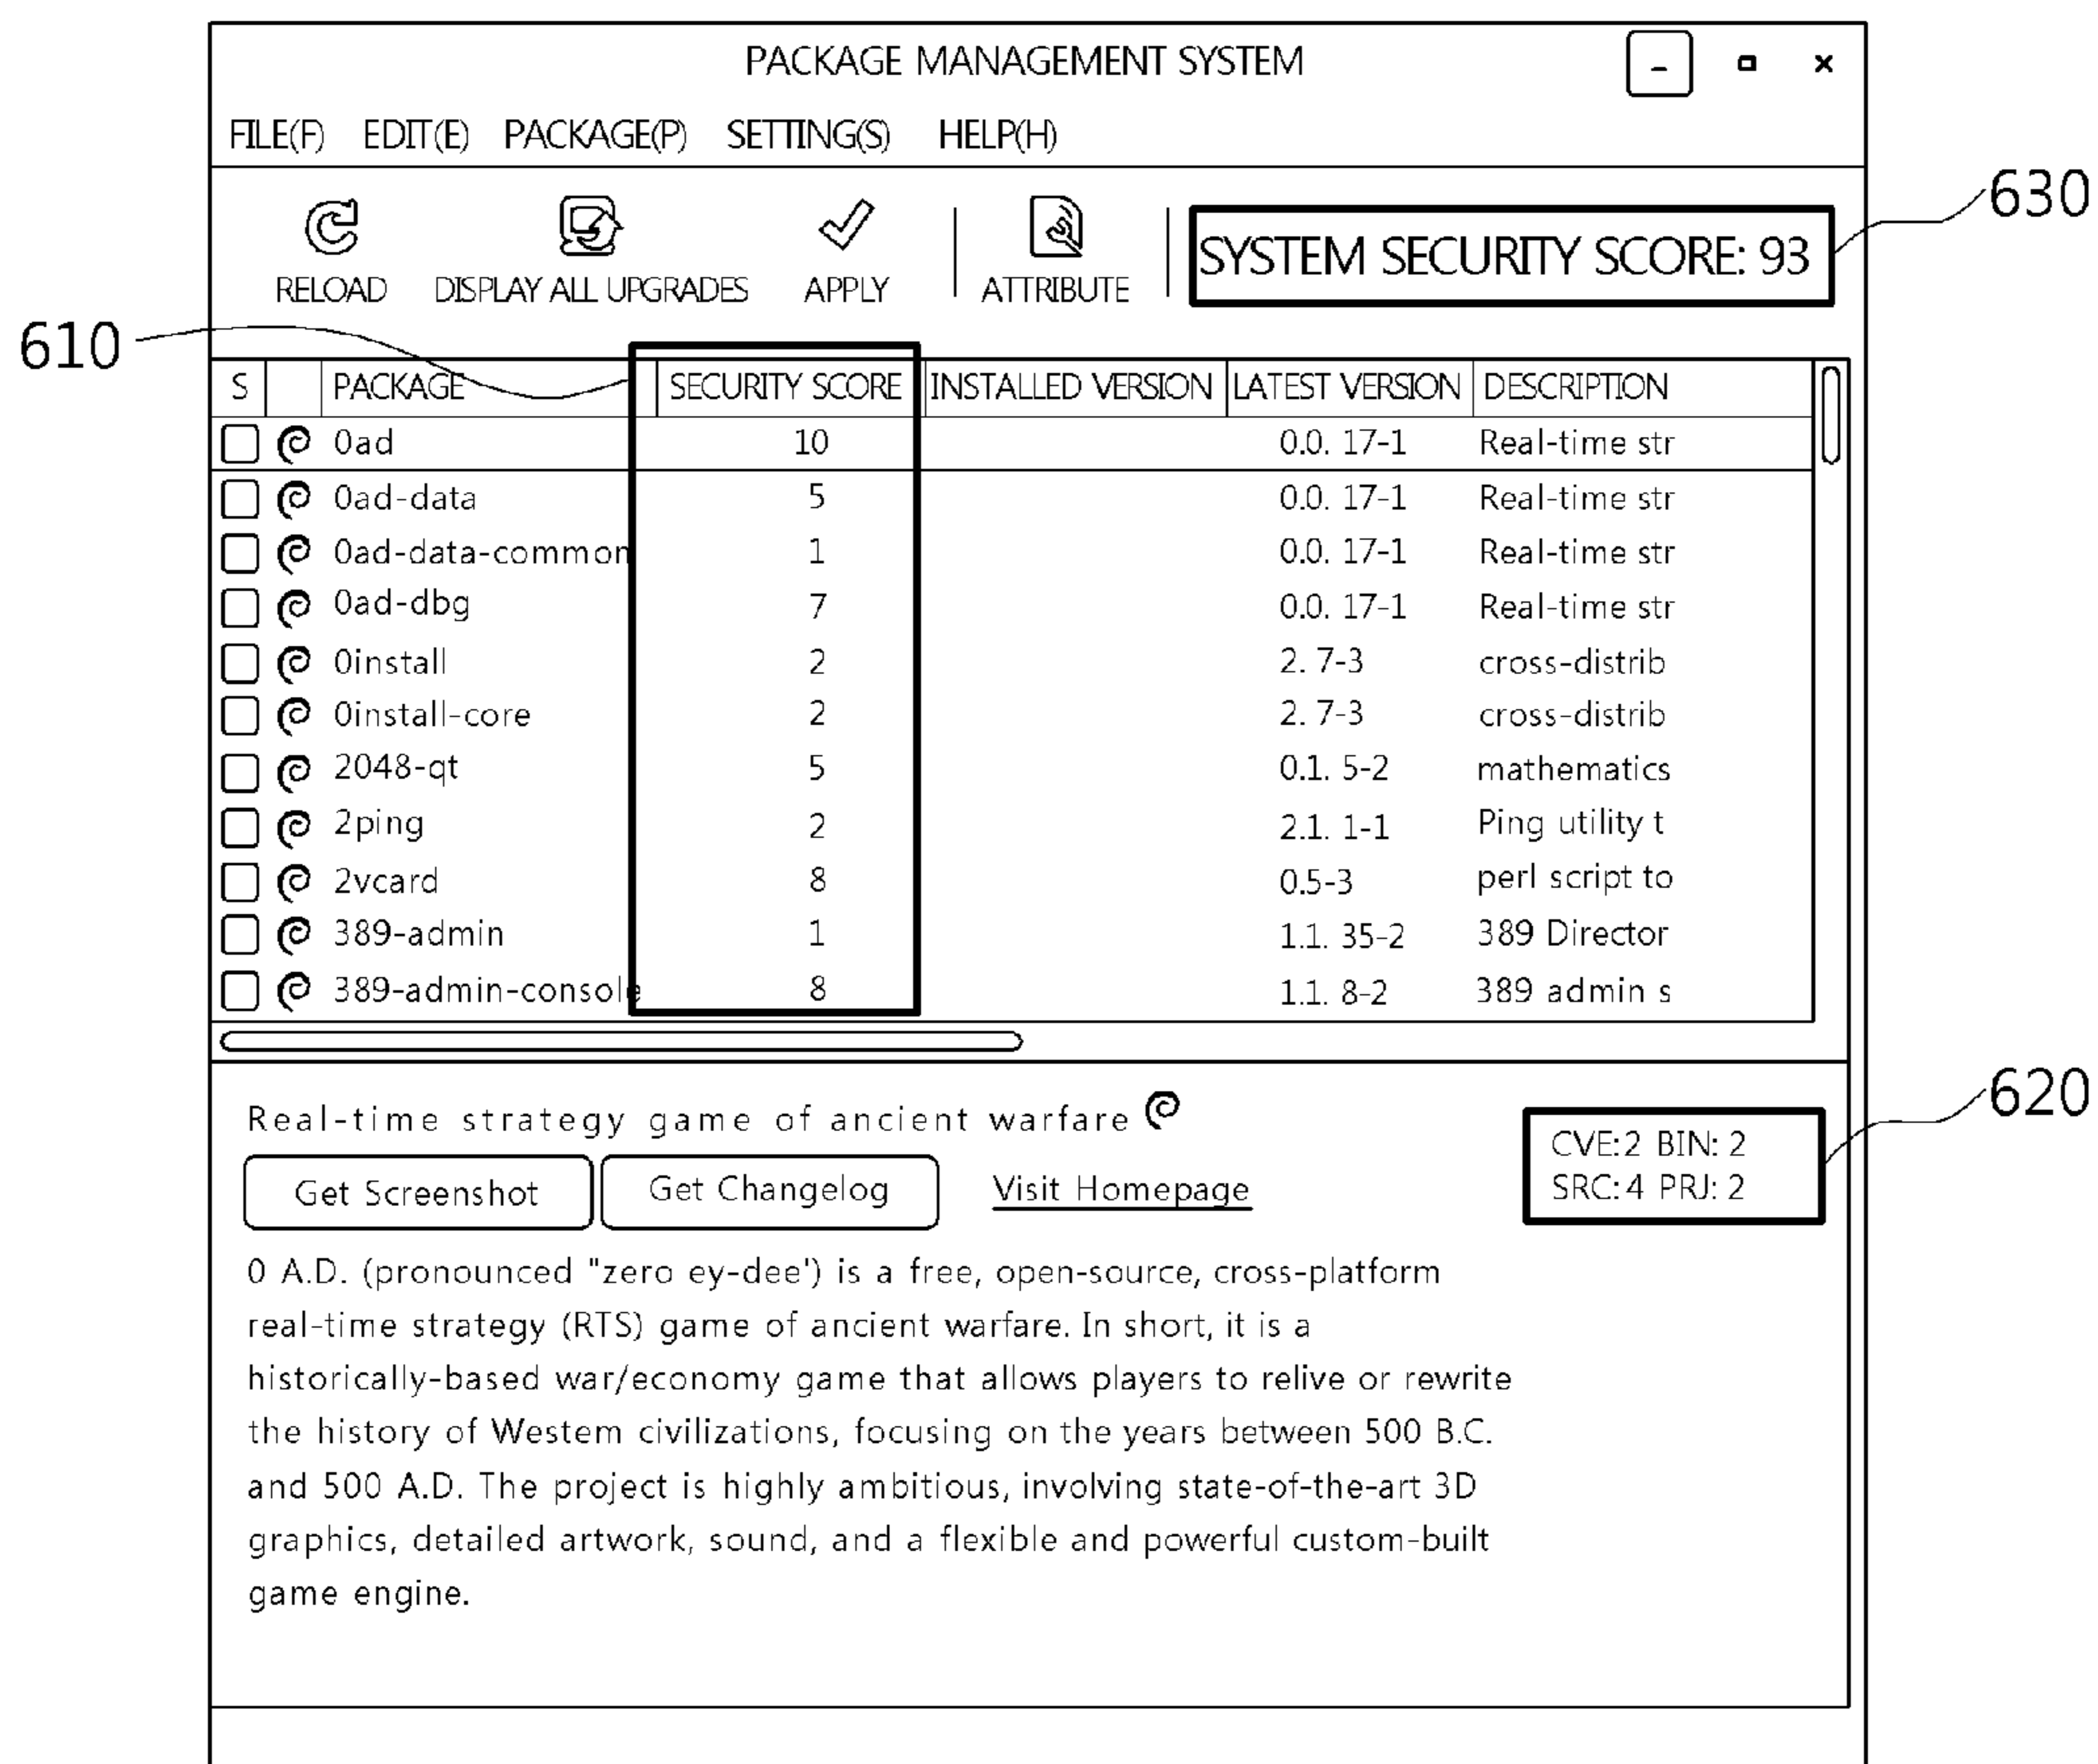 PACKAGE MANAGEMENT SYSTEM
FILE(F) EDIT(E) PACKAGE(P) SETTING(S) HELP(H)
630
RELOAD DISPLAY ALL UPGRADES APPLY ATTRIBUTE SYSTEM SECURITY SCORE: 93
610
S PACKAGE SECURITY SCORE INSTALLED VERSION LATEST VERSION DESCRIPTION
0ad 10 0.0. 17-1 Real-time str
0ad-data 5 0.0. 17-1 Real-time str
0ad-data-common 1 0.0. 17-1 Real-time str
0ad-dbg 7 0.0. 17-1 Real-time str
0install 2 2. 7-3 cross-distrib
0install-core 2 2. 7-3 cross-distrib
2048-qt 5 0.1. 5-2 mathematics
2ping 2 2.1. 1-1 Ping utility t
2vcard 8 0.5-3 perl script to
389-admin 1 1.1. 35-2 389 Director
389-admin-console 8 1.1. 8-2 389 admin s
620
Real-time strategy game of ancient warfare
CVE:2 BIN: 2
SRC:4 PRJ: 2
Get Screenshot Get Changelog Visit Homepage
0 A.D. (pronounced "zero ey-dee') is a free, open-source, cross-platform
real-time strategy (RTS) game of ancient warfare. In short, it is a
historically-based war/economy game that allows players to relive or rewrite
the history of Westem civilizations, focusing on the years between 500 B.C.
and 500 A.D. The project is highly ambitious, involving state-of-the-art 3D
graphics, detailed artwork, sound, and a flexible and powerful custom-built
game engine.